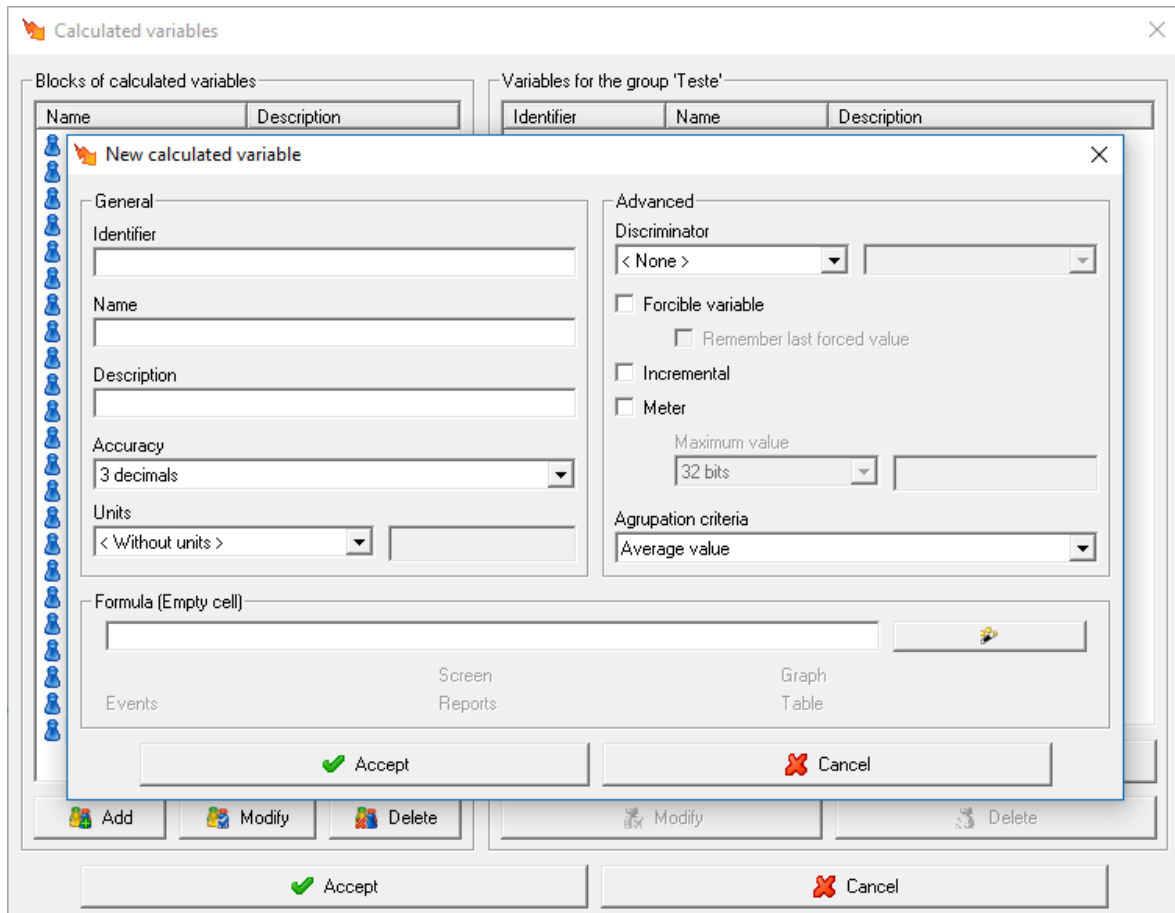 Calculated variables
Blocks of calculated variables
Variables for the group 'Teste'
Name Description
Identifier Name Description
New calculated variable
General
Identifier
Name
Description
Accuracy
3 decimals
Units
< Without units >
Advanced
Discriminator
< None >
Forcible variable
Remember last forced value
Incremental
Meter
Maximum value
32 bits
Agrupation criteria
Average value
Formula (Empty cell)
Screen Graph
Events Reports Table
Accept Cancel
Add Modify Delete Modify Delete
Accept Cancel